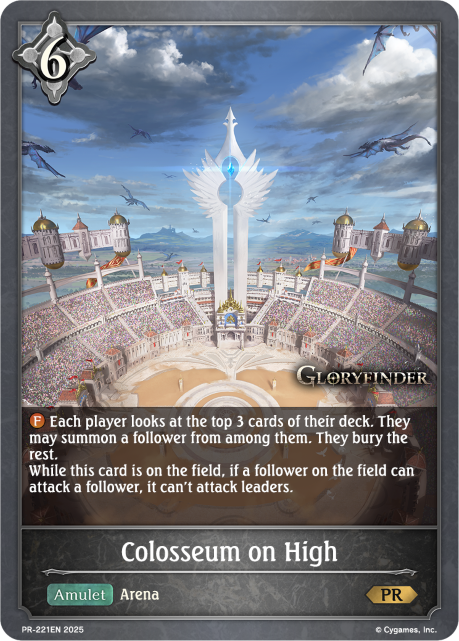 6
GLORYFINDER
F Each player looks at the top 3 cards of their deck. They
may summon a follower from among them. They bury the
rest.
While this card is on the field, if a follower on the field can
attack a follower, it can't attack leaders.
Colosseum on High
Amulet Arena PR
PR-221EN 2025 © Cygames, Inc.